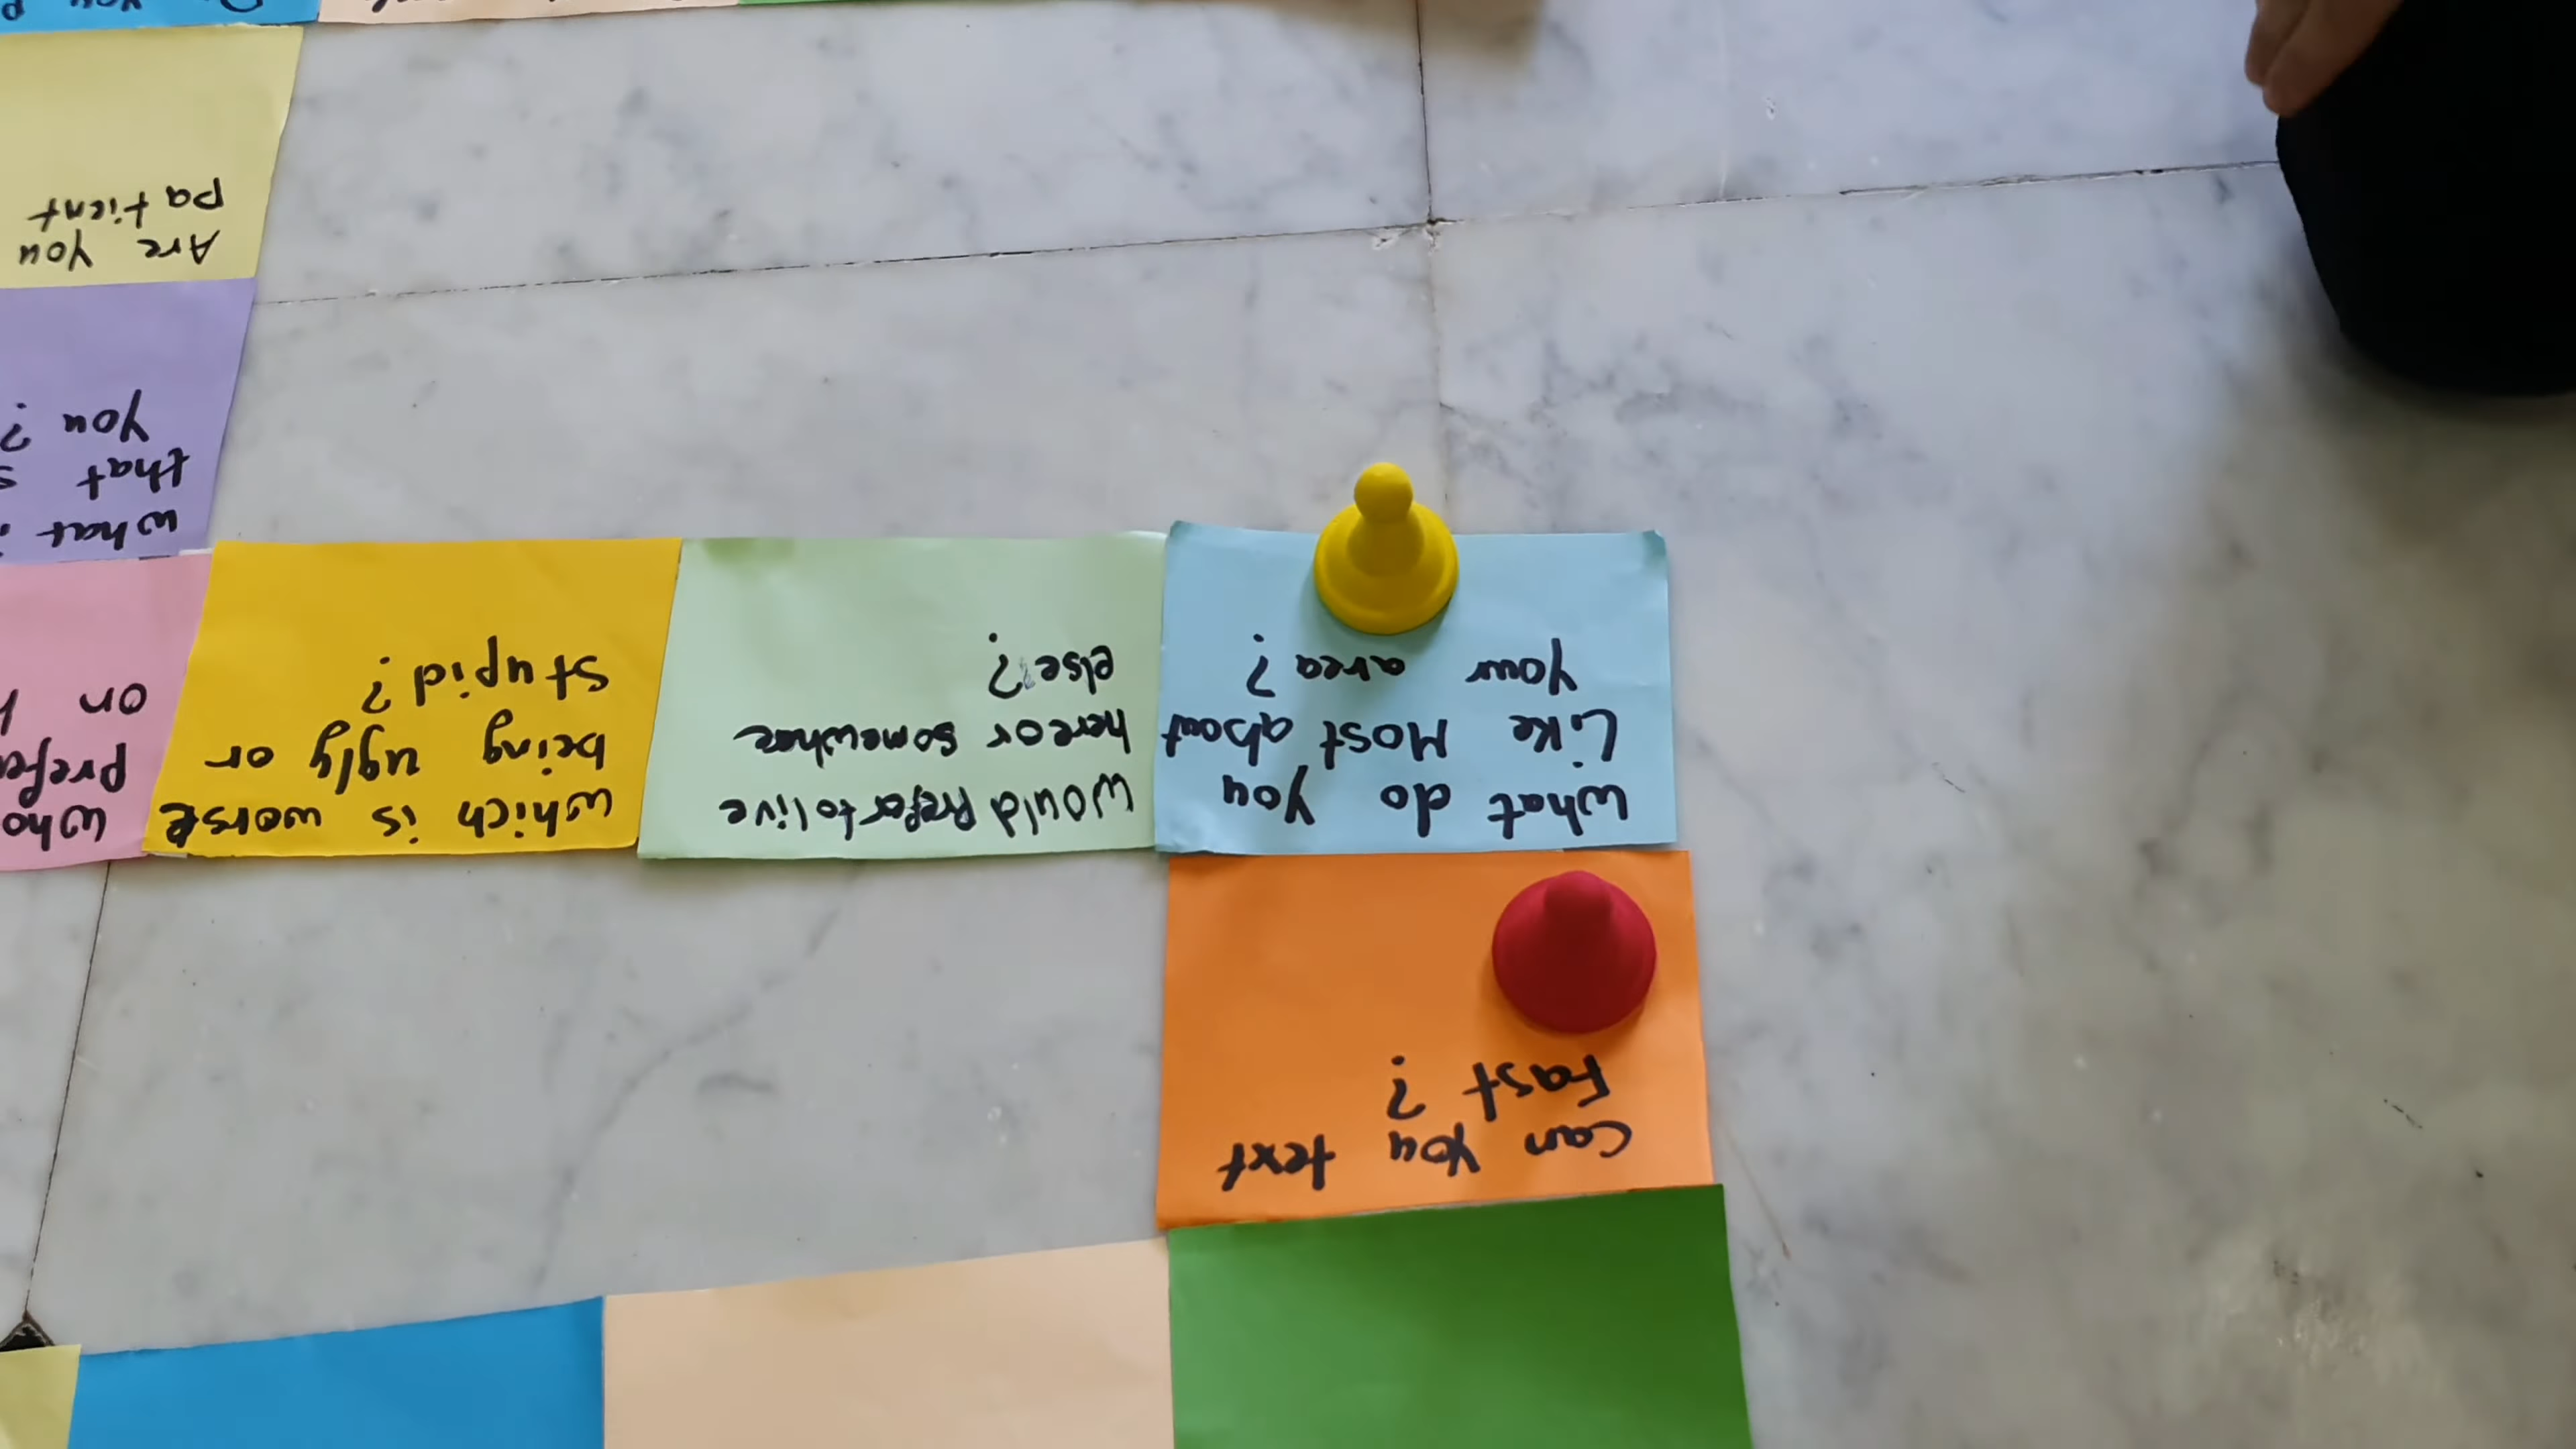 What do you
Like Most about
your area?
Would Prefer to live
here or somewhere
else?
which is worse
being ugly or
stupid?
Who
on
what
that
you ?
Are you
patient
Can you text
Fast ?
you